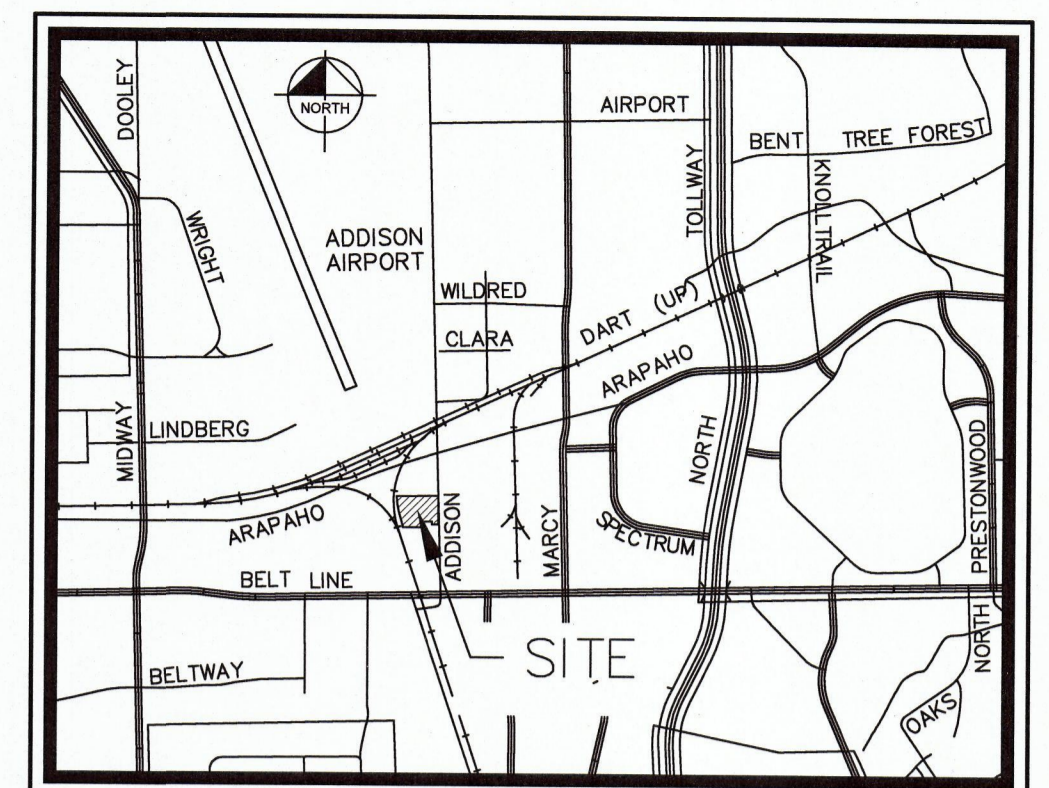 DOOLEY
NORTH
AIRPORT
BENT TREE FOREST
TOLLWAY
KNOLL TRAIL
WRIGHT
ADDISON
AIRPORT
WILDRED
DART (UP)
CLARA
ARAPAHO
MIDWAY
LINDBERG
NORTH
PRESTONWOOD
ARAPAHO
ADDISON
MARCY
SPECTRUM
BELT LINE
SITE
NORTH
BELTWAY
OAKS